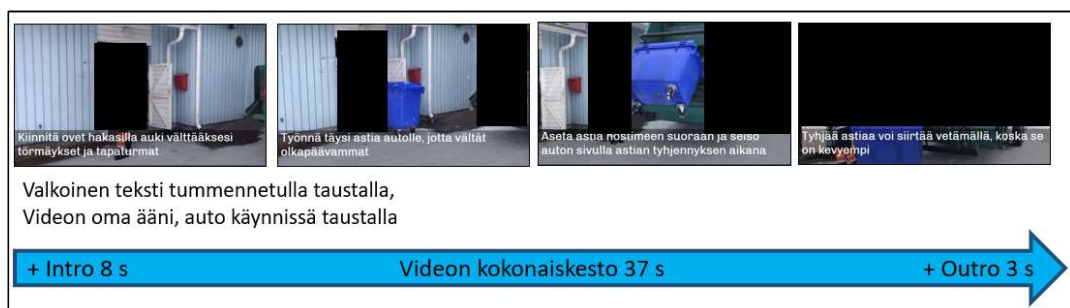 Kiinnitä ovet hakasilla auki välttääksesi
törmäykset ja tapaturmat
Työnnä täysi astia autolle, jotta vältät
olkapäävammat
Aseta astia nostimeen suoraan ja seiso
auton sivulla astian tyhjennyksen aikana
Tyhjää astiaa voi siirtää vetämällä, koska se
on kevyempi
Valkoinen teksti tummennetulla taustalla,
Videon oma ääni, auto käynnissä taustalla
+ Intro 8 s
Videon kokonaiskesto 37 s
+ Outro 3 s